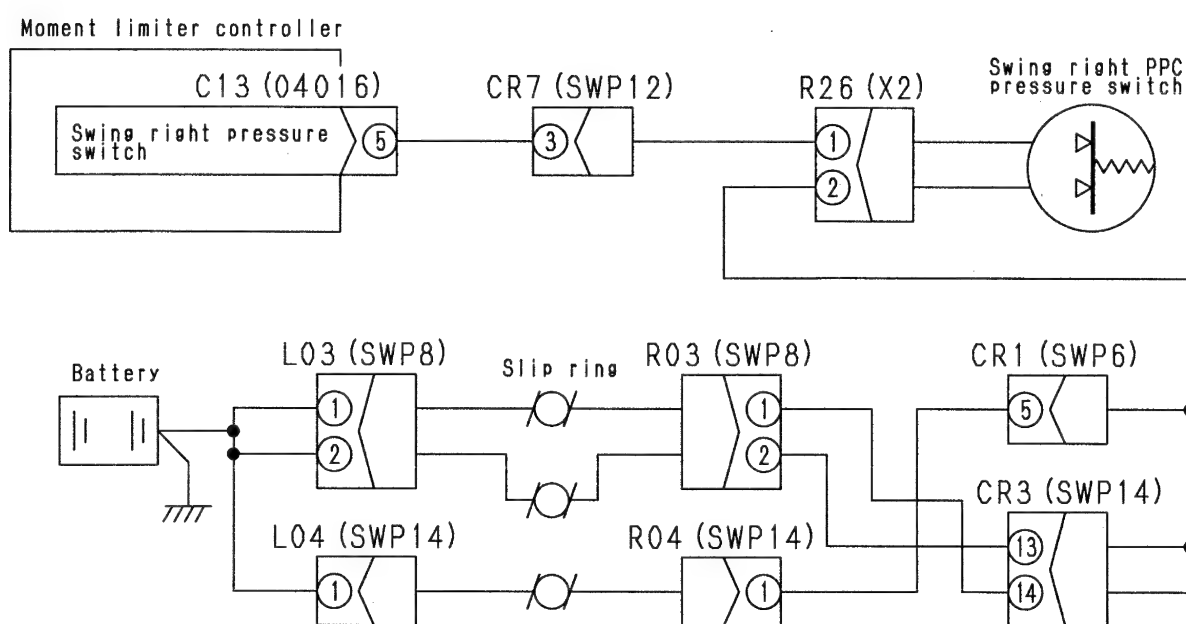 Moment limiter controller
C13 (04016)
CR7 (SWP12)
R26 (X2)
Swing right PPC
pressure switch
Swing right pressure
switch
5
3
1
2
Battery
L03 (SWP8)
Slip ring
R03 (SWP8)
CR1 (SWP6)
1
2
1
2
5
L04 (SWP14)
R04 (SWP14)
CR3 (SWP14)
1
1
13
14